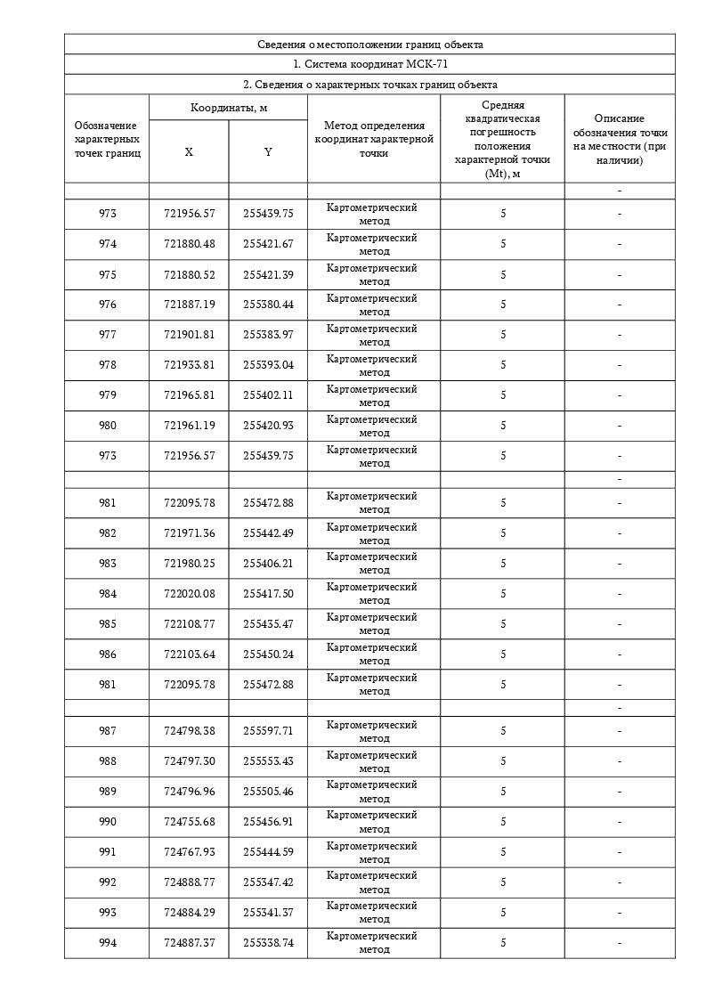 Сведения о местоположении границ объекта
1. Система координат МСК-71
2. Сведения о характерных точках границ объекта
Обозначение
характерных
точек границ
Координаты, м
X
Y
Метод определения
координат характерной
точки
Средняя
квадратическая
погрешность
положения
характерной точки
(Mt), м
Описание
обозначения точки
на местности (при
наличии)
-
973 721956.57 255439.75 Картометрический
метод 5 -
974 721880.48 255421.67 Картометрический
метод 5 -
975 721880.52 255421.39 Картометрический
метод 5 -
976 721887.19 255380.44 Картометрический
метод 5 -
977 721901.81 255383.97 Картометрический
метод 5 -
978 721933.81 255393.04 Картометрический
метод 5 -
979 721965.81 255402.11 Картометрический
метод 5 -
980 721961.19 255420.93 Картометрический
метод 5 -
973 721956.57 255439.75 Картометрический
метод 5 -
-
981 722095.78 255472.88 Картометрический
метод 5 -
982 721971.36 255442.49 Картометрический
метод 5 -
983 721980.25 255406.21 Картометрический
метод 5 -
984 722020.08 255417.50 Картометрический
метод 5 -
985 722108.77 255435.47 Картометрический
метод 5 -
986 722103.64 255450.24 Картометрический
метод 5 -
981 722095.78 255472.88 Картометрический
метод 5 -
-
987 724798.38 255597.71 Картометрический
метод 5 -
988 724797.30 255553.43 Картометрический
метод 5 -
989 724796.96 255505.46 Картометрический
метод 5 -
990 724755.68 255456.91 Картометрический
метод 5 -
991 724767.93 255444.59 Картометрический
метод 5 -
992 724888.77 255347.42 Картометрический
метод 5 -
993 724884.29 255341.37 Картометрический
метод 5 -
994 724887.37 255338.74 Картометрический
метод 5 -